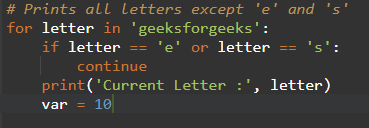 # Prints all letters except 'e' and 's'
for letter in 'geeksforgeeks':
    if letter == 'e' or letter == 's':
        continue
    print('Current Letter :', letter)
    var = 10